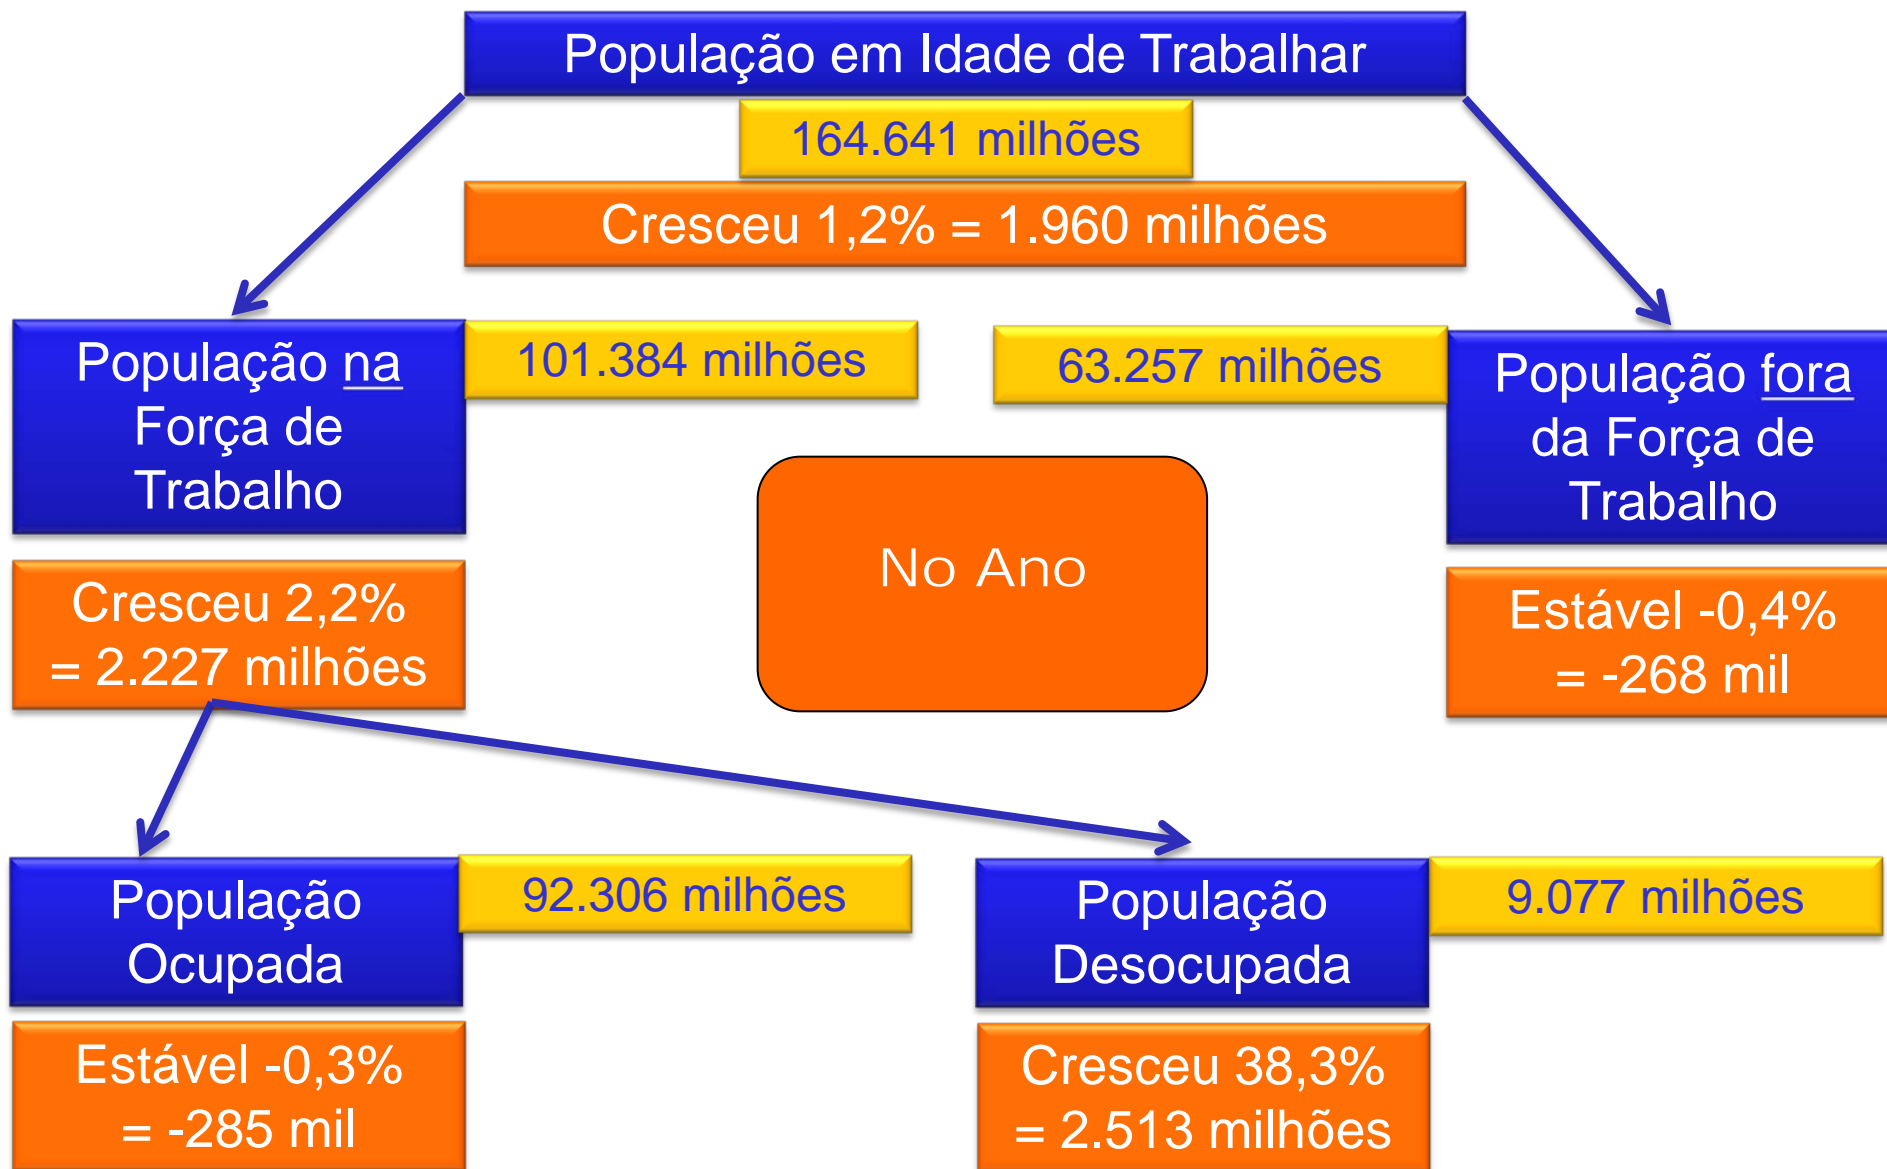 População em Idade de Trabalhar
164.641 milhões
Cresceu 1,2% = 1.960 milhões
População na
Força de
Trabalho
101.384 milhões
63.257 milhões
População fora
da Força de
Trabalho
Cresceu 2,2%
= 2.227 milhões
No Ano
Estável -0,4%
= -268 mil
População
Ocupada
92.306 milhões
População
Desocupada
9.077 milhões
Estável -0,3%
= -285 mil
Cresceu 38,3%
= 2.513 milhões